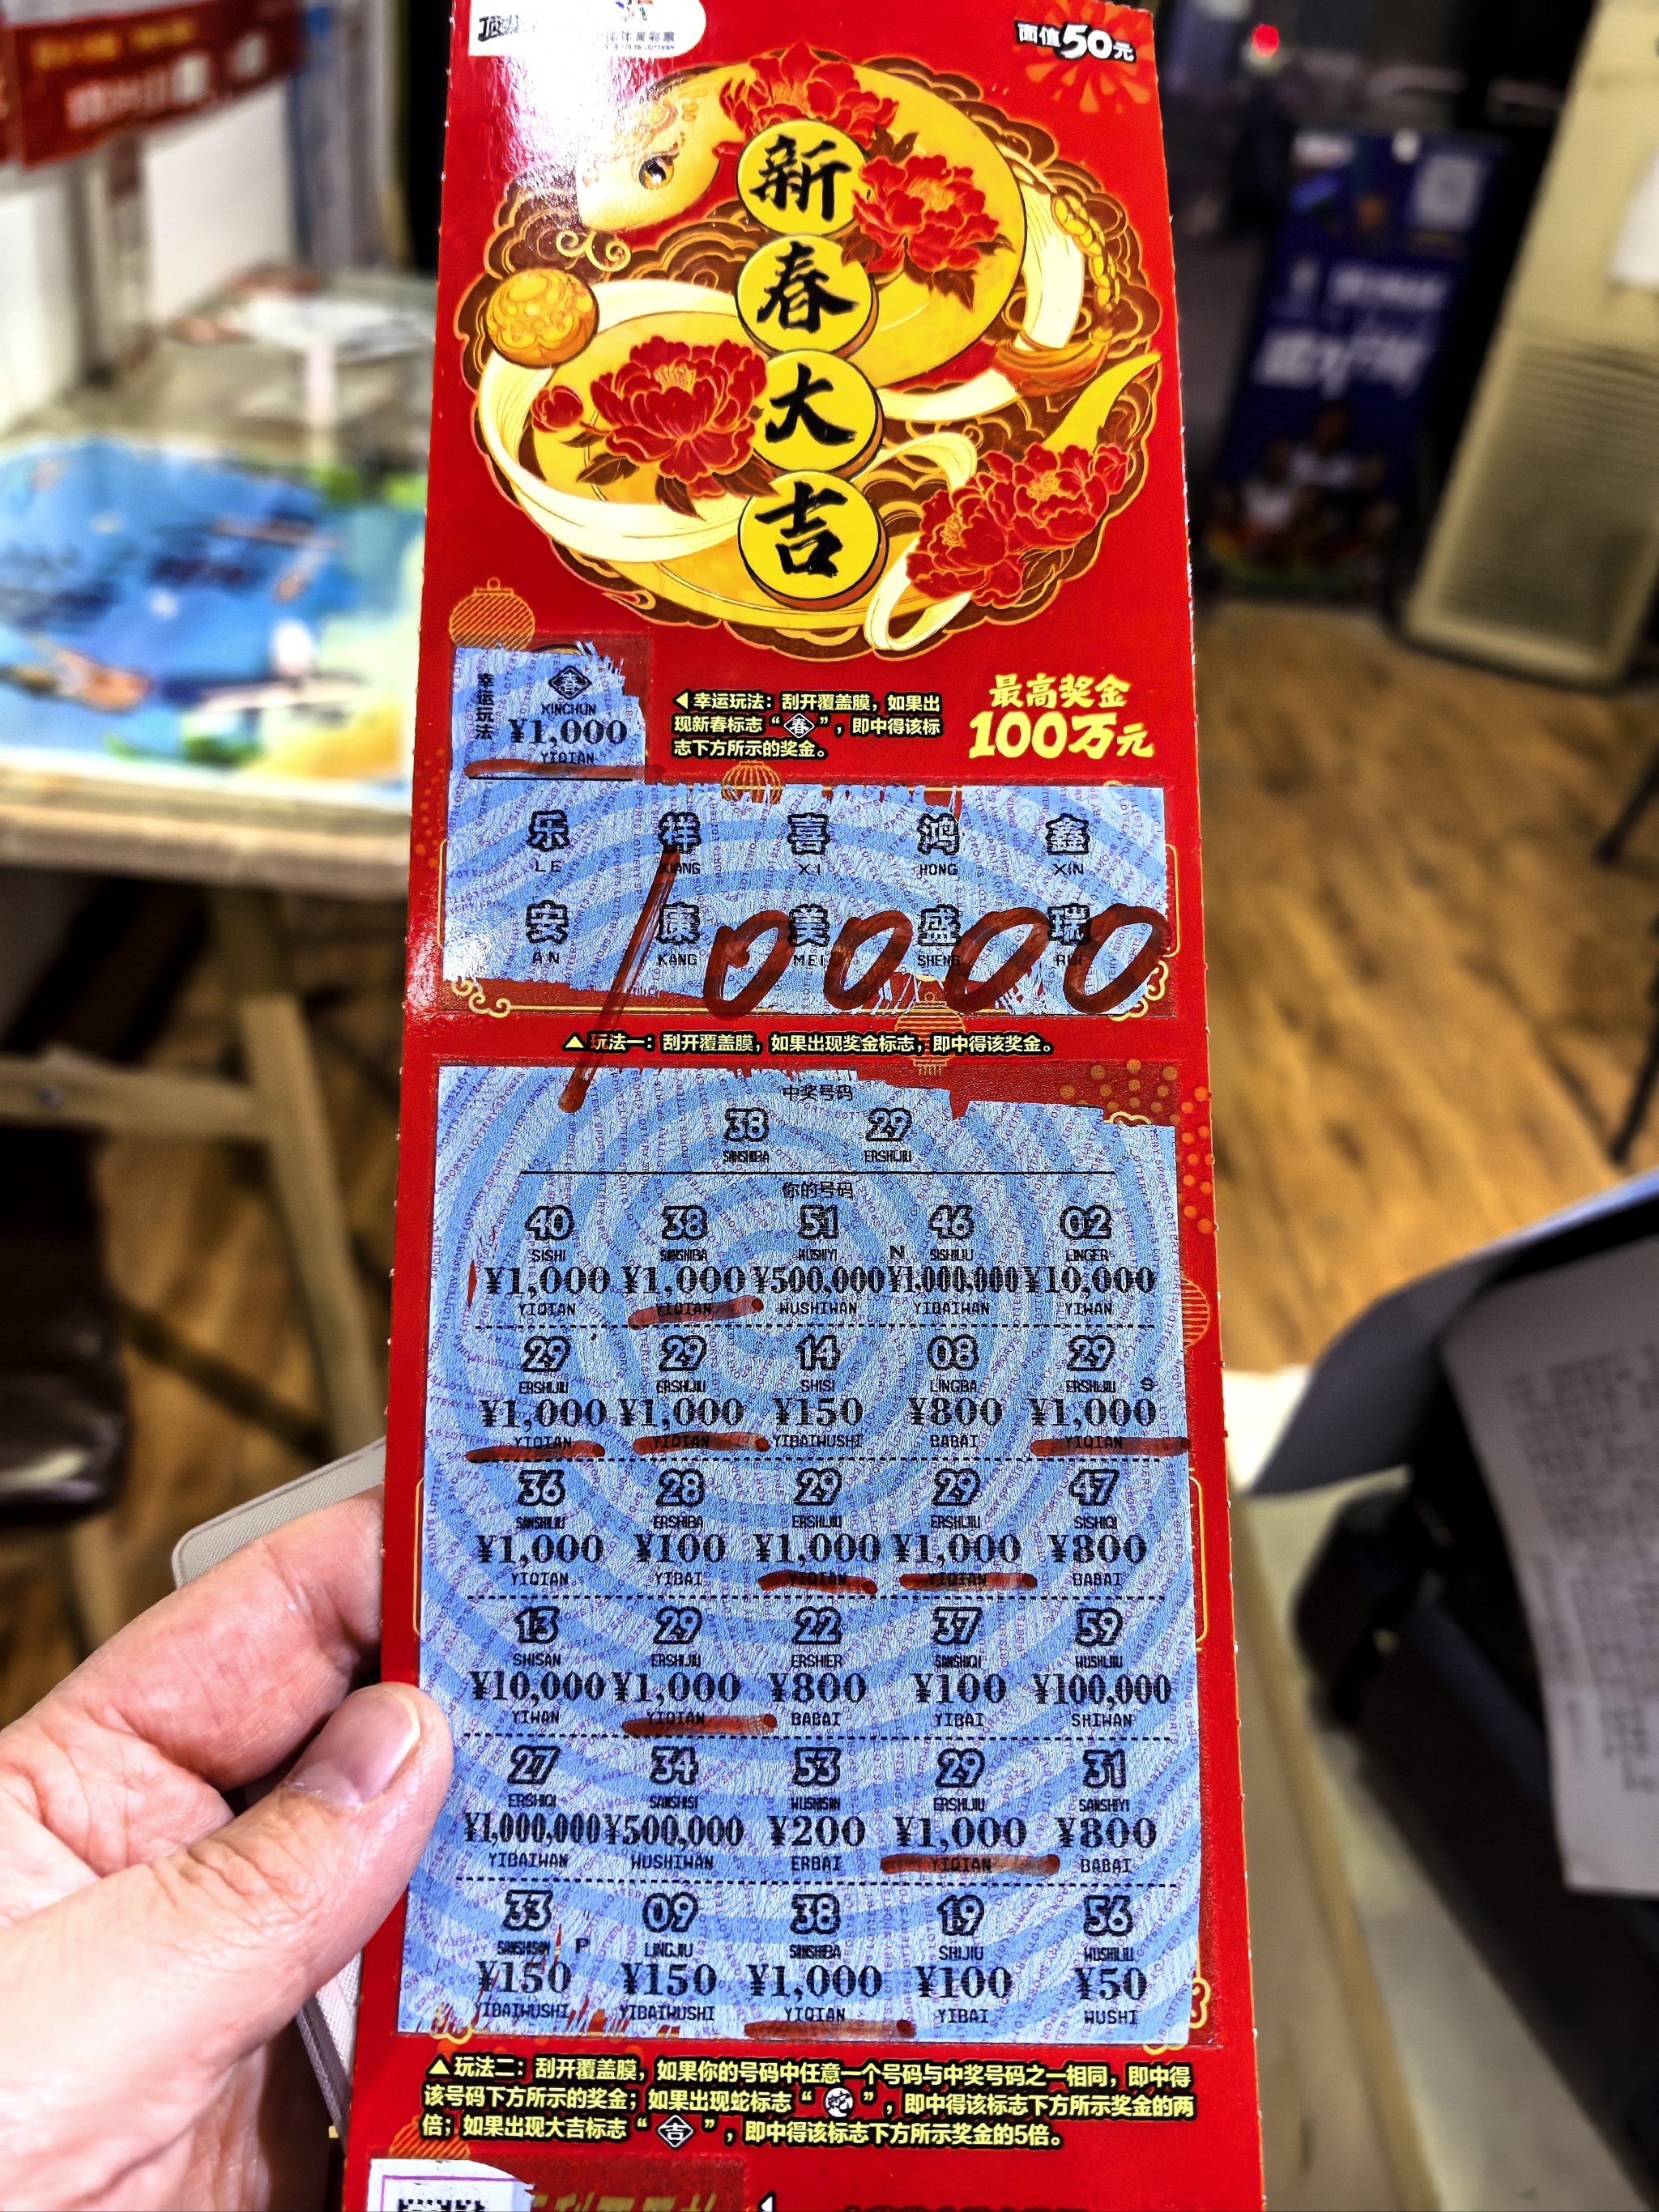 顶
面值50元
新
春
大
吉
幸运玩法
春
XINCHUN
¥1,000
YIQIAN
◀幸运玩法：刮开覆盖膜，如果出
现新春标志“春”，即中得该标
志下方所示的奖金。
最高奖金
100万元
乐 祥 喜 鸿 鑫
LE XIANG XI HONG XIN
安 康 美 盛 瑞
AN KANG MEI SHENG RUI
10000
▲玩法一：刮开覆盖膜，如果出现奖金标志，即中得该奖金。
中奖号码
38 29
SANSHIBA ERSHIJIU
你的号码
40 38 51 46 02
SISHI SANSHIBA WUSHIYI N SISHILIU LINGER
¥1,000 ¥1,000 ¥500,000 ¥1,000,000 ¥10,000
YIQIAN YIQIAN WUSHIWAN YIBAIWAN YIWAN
29 29 14 08 29
ERSHIJIU ERSHIJIU SHISI LINGBA ERSHIJIU S
¥1,000 ¥1,000 ¥150 ¥800 ¥1,000
YIQIAN YIQIAN YIBAIWUSHI BABAI YIQIAN
36 28 29 29 47
SANSHILIU ERSHIBA ERSHIJIU ERSHIJIU SISHIQI
¥1,000 ¥100 ¥1,000 ¥1,000 ¥800
YIQIAN YIBAI YIQIAN YIQIAN BABAI
13 29 22 37 59
SHISAN ERSHIJIU ERSHIER SANSHIQI WUSHIJIU
¥10,000 ¥1,000 ¥800 ¥100 ¥100,000
YIWAN YIQIAN BABAI YIBAI SHIWAN
27 34 53 29 31
ERSHIQI SANSHISI WUSHISAN ERSHIJIU SANSHIYI
¥1,000,000 ¥500,000 ¥200 ¥1,000 ¥800
YIBAIWAN WUSHIWAN ERBAI YIQIAN BABAI
33 09 38 19 56
SANSHISAN P LINGJIU SANSHIBA SHIJIU WUSHILIU
¥150 ¥150 ¥1,000 ¥100 ¥50
YIBAIWUSHI YIBAIWUSHI YIQIAN YIBAI WUSHI
▲玩法二：刮开覆盖膜，如果你的号码中任意一个号码与中奖号码之一相同，即中得
该号码下方所示的奖金；如果出现蛇标志“蛇”，即中得该标志下方所示奖金的两
倍；如果出现大吉标志“吉”，即中得该标志下方所示奖金的5倍。